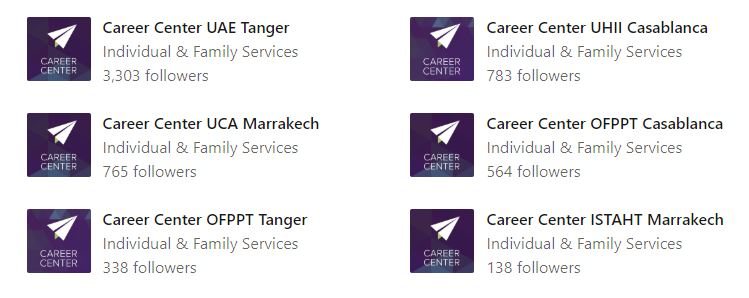 CAREER
CENTER
Career Center UAE Tanger
Individual & Family Services
3,303 followers
CAREER
CENTER
Career Center UHII Casablanca
Individual & Family Services
783 followers
CAREER
CENTER
Career Center UCA Marrakech
Individual & Family Services
765 followers
CAREER
CENTER
Career Center OFPPT Casablanca
Individual & Family Services
564 followers
CAREER
CENTER
Career Center OFPPT Tanger
Individual & Family Services
338 followers
CAREER
CENTER
Career Center ISTAHT Marrakech
Individual & Family Services
138 followers